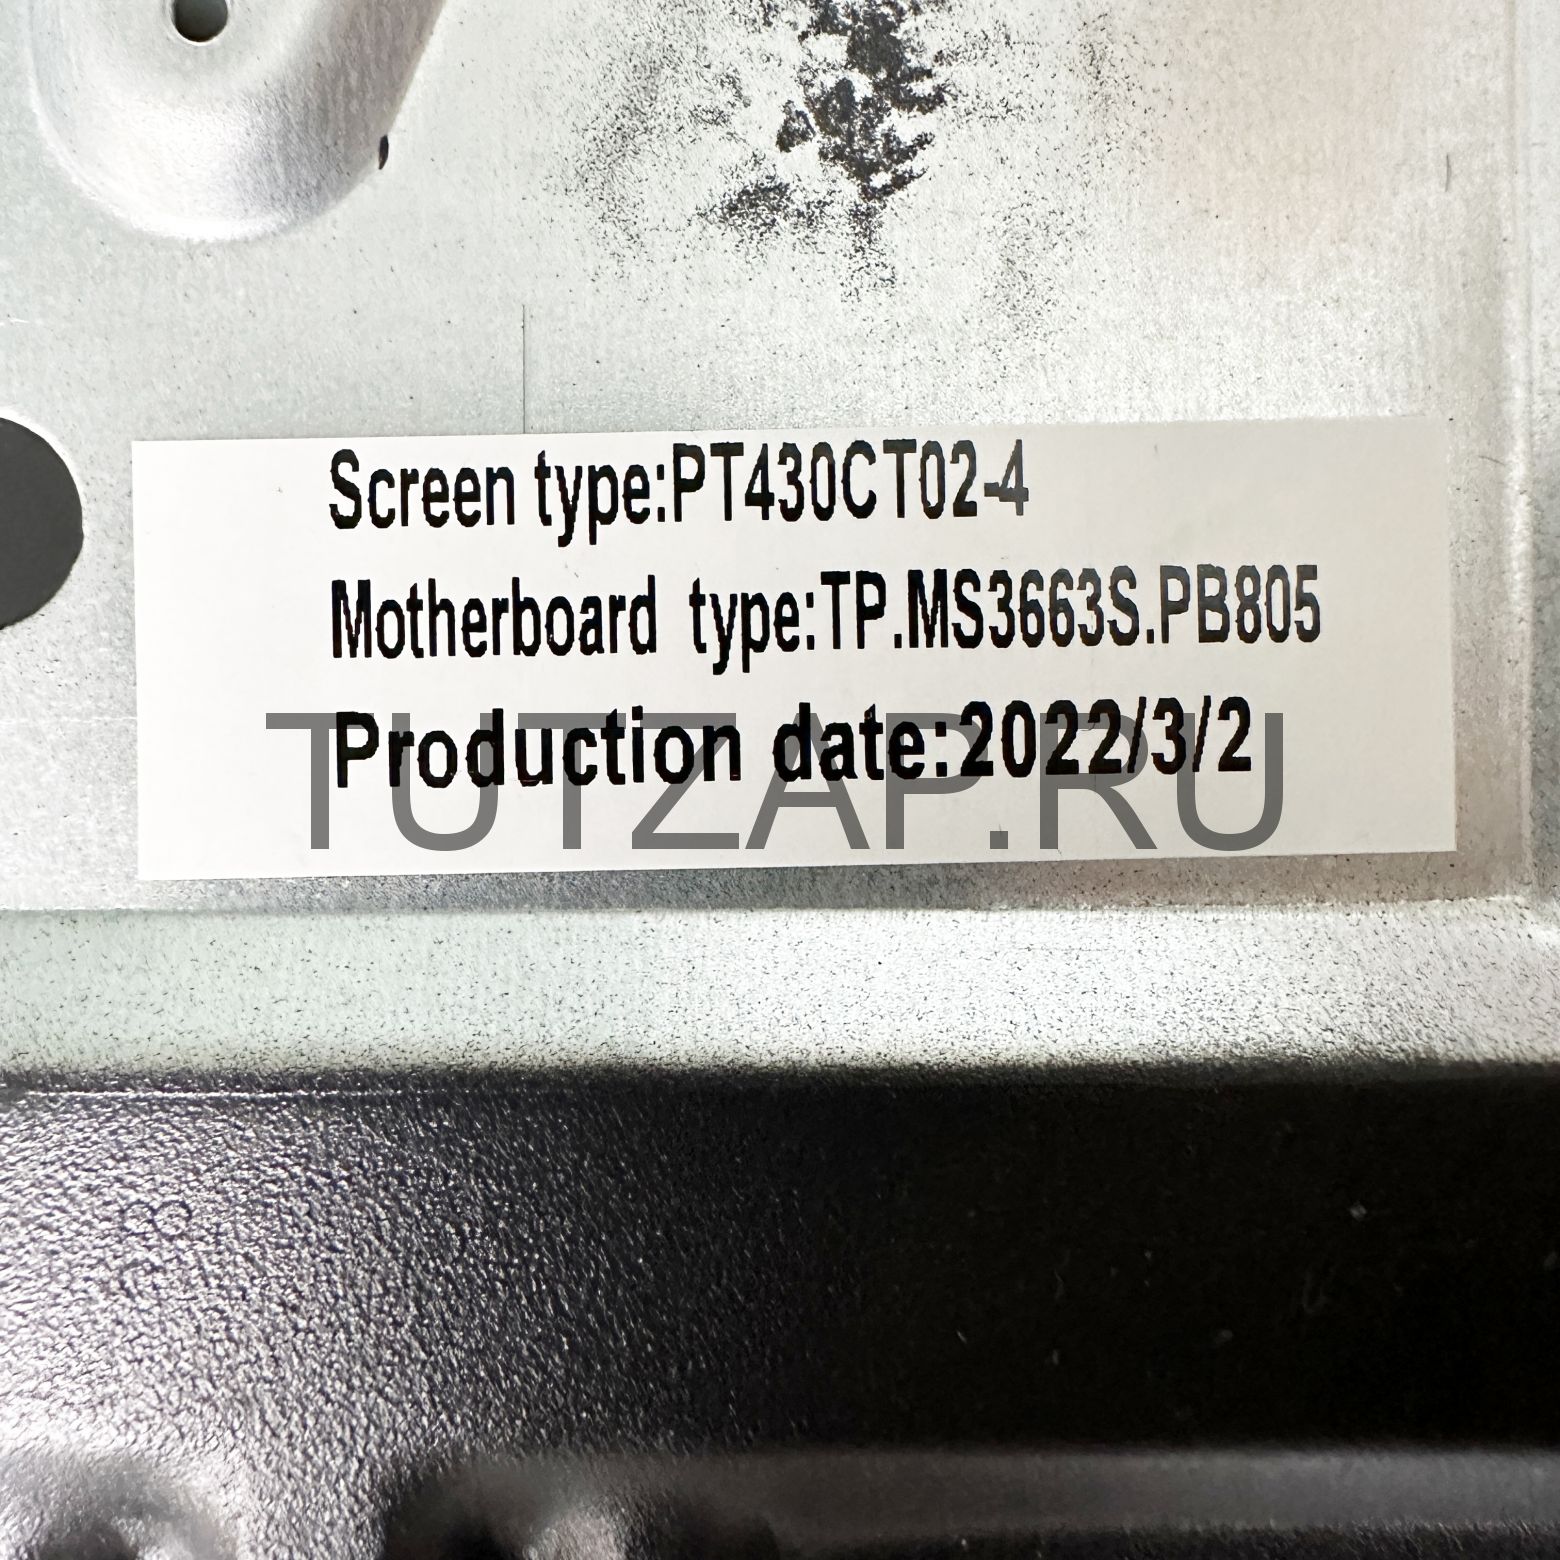 Screen type:PT430CT02-4
Motherboard type:TP.MS3663S.PB805
Production date:2022/3/2
TUTZAP.RU